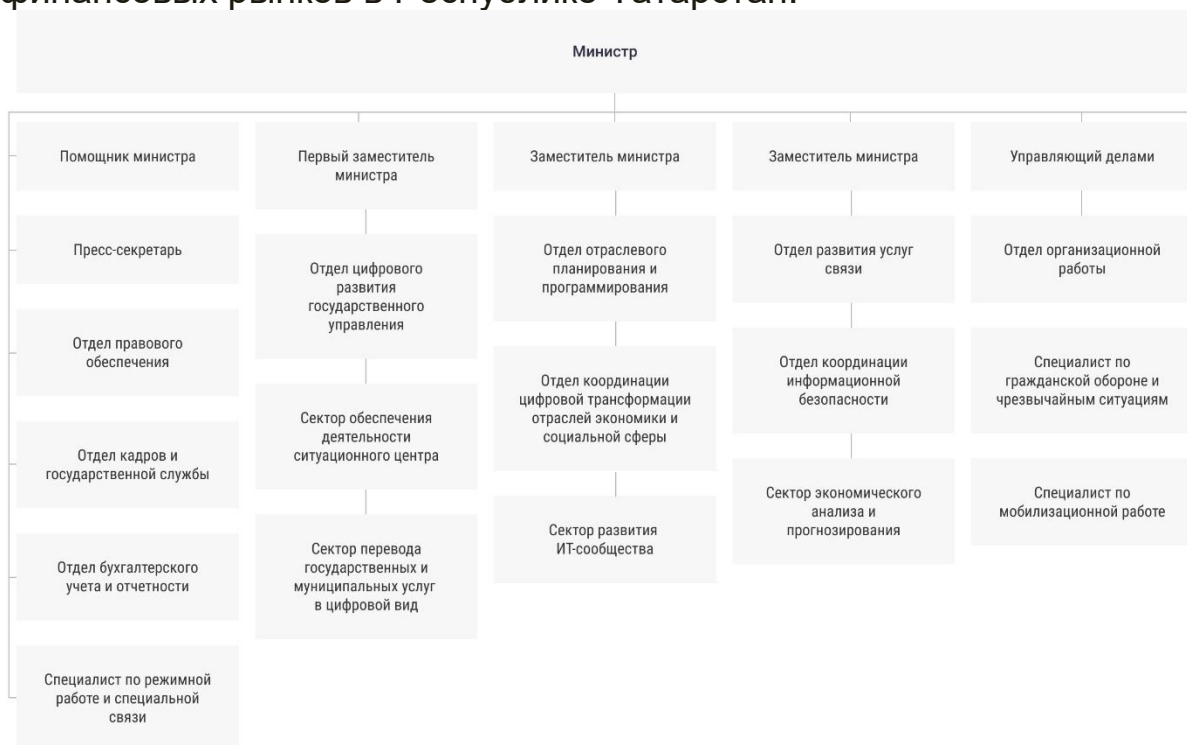 финансовых рынков в Республике Татарстан.
Министр
Помощник министра
Пресс-секретарь
Отдел правового
обеспечения
Отдел кадров и
государственной службы
Отдел бухгалтерского
учета и отчетности
Специалист по режимной
работе и специальной
связи
Первый заместитель
министра
Отдел цифрового
развития
государственного
управления
Сектор обеспечения
деятельности
ситуационного центра
Сектор перевода
государственных и
муниципальных услуг
в цифровой вид
Заместитель министра
Отдел отраслевого
планирования и
программирования
Отдел координации
цифровой трансформации
отраслей экономики и
социальной сферы
Сектор развития
ИТ-сообщества
Заместитель министра
Отдел развития услуг
связи
Отдел координации
информационной
безопасности
Сектор экономического
анализа и
прогнозирования
Управляющий делами
Отдел организационной
работы
Специалист по
гражданской обороне и
чрезвычайным ситуациям
Специалист по
мобилизационной работе